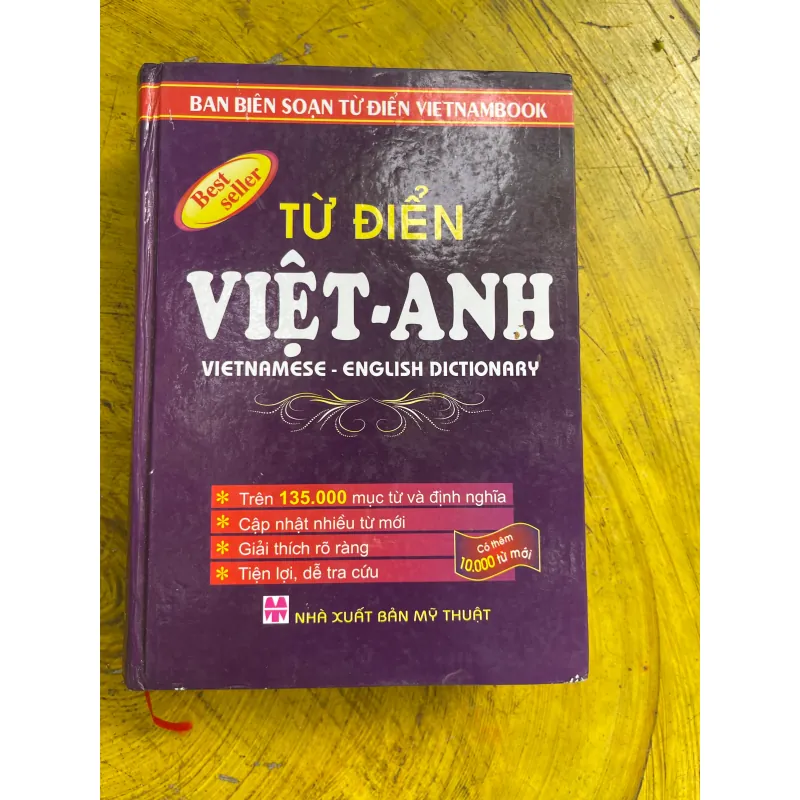 BAN BIÊN SOẠN TỪ ĐIỂN VIETNAMBOOK
Best
seller
TỪ ĐIỂN
VIỆT-ANH
VIETNAMESE - ENGLISH DICTIONARY
* Trên 135.000 mục từ và định nghĩa
* Cập nhật nhiều từ mới
* Giải thích rõ ràng
* Tiện lợi, dễ tra cứu
Có thêm
10.000 từ mới
NHÀ XUẤT BẢN MỸ THUẬT